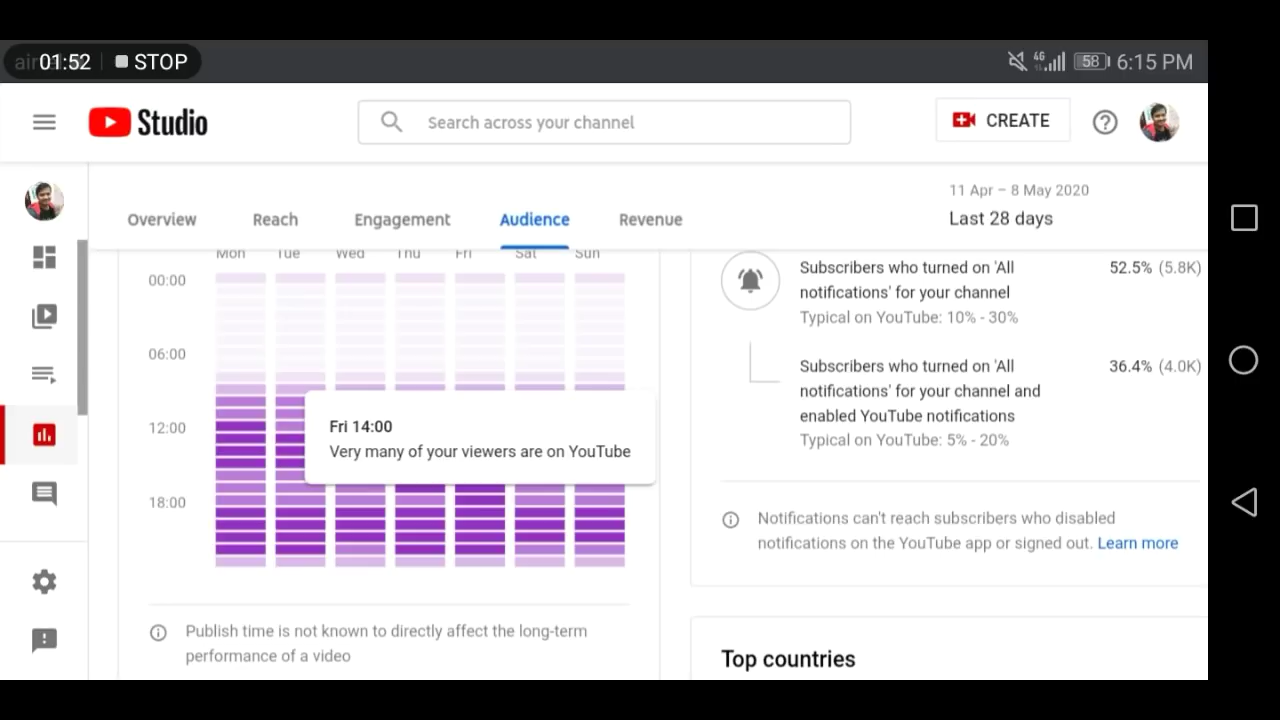 01:52 STOP
4G 58 6:15 PM
Studio
Search across your channel
CREATE
11 Apr – 8 May 2020
Last 28 days
Overview Reach Engagement Audience Revenue
Mon Tue Wed Thu Fri Sat Sun
00:00
06:00
12:00
18:00
Fri 14:00
Very many of your viewers are on YouTube
Publish time is not known to directly affect the long-term
performance of a video
Subscribers who turned on 'All
notifications' for your channel
52.5% (5.8K)
Typical on YouTube: 10% - 30%
Subscribers who turned on 'All
notifications' for your channel and
enabled YouTube notifications
36.4% (4.0K)
Typical on YouTube: 5% - 20%
Notifications can't reach subscribers who disabled
notifications on the YouTube app or signed out. Learn more
Top countries